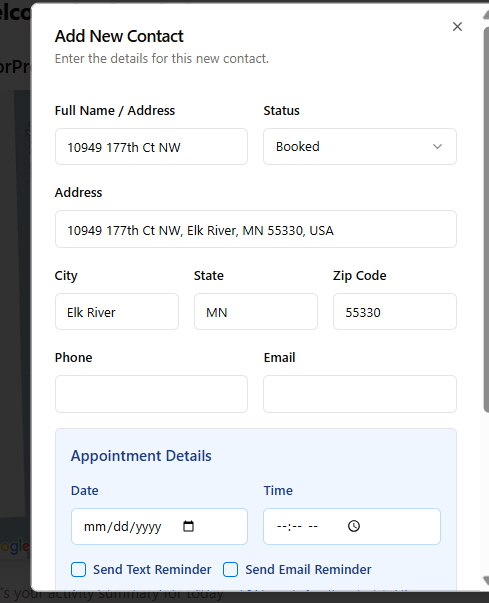 elco
Add New Contact
Enter the details for this new contact.
orPr
Full Name / Address Status
10949 177th Ct NW Booked
Address
10949 177th Ct NW, Elk River, MN 55330, USA
City State Zip Code
Elk River MN 55330
Phone Email
Appointment Details
Date Time
mm/dd/yyyy --:-- --
ogle
Send Text Reminder Send Email Reminder
's your activity summary for today